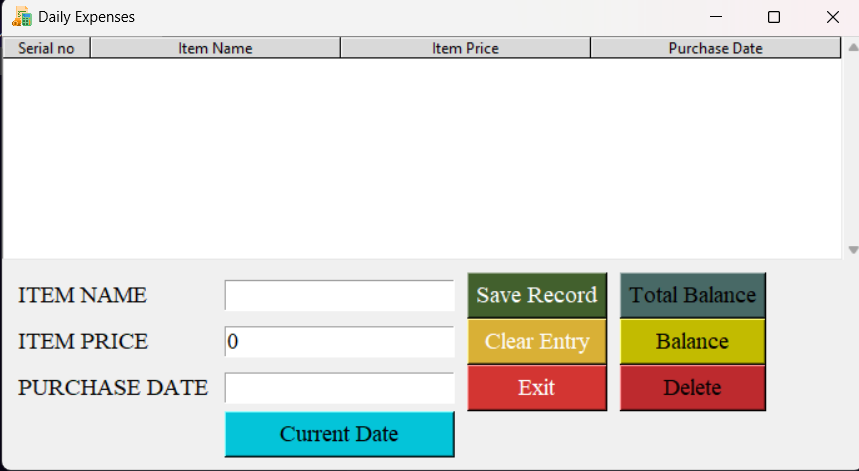 Daily Expenses
Serial no Item Name Item Price Purchase Date
ITEM NAME Save Record Total Balance
ITEM PRICE 0 Clear Entry Balance
PURCHASE DATE Exit Delete
Current Date